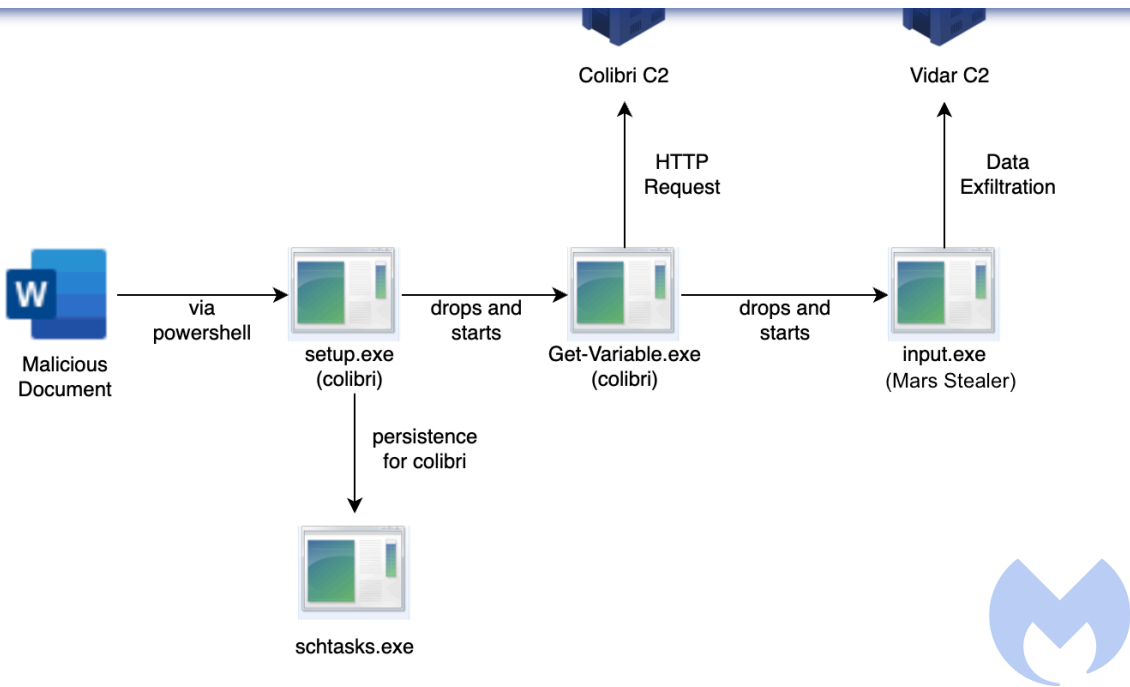 Colibri C2
Vidar C2
HTTP
Request
Data
Exfiltration
W
via
powershell
drops and
starts
drops and
starts
Malicious
Document
setup.exe
(colibri)
Get-Variable.exe
(colibri)
input.exe
(Mars Stealer)
persistence
for colibri
schtasks.exe